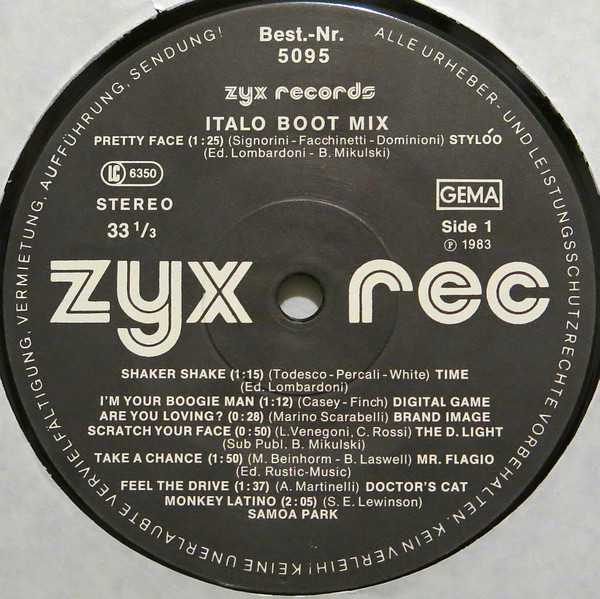 Best.-Nr.
5095
zyx records
ITALO BOOT MIX
PRETTY FACE (1:25) (Signorini - Facchinetti - Dominioni) STYLÓO
(Ed. Lombardoni - B. Mikulski)
LC 6350
STEREO
33 1/3
GEMA
Side 1
Ⓟ 1983
zyx rec
SHAKER SHAKE (1:15) (Todesco - Percali - White) TIME
(Ed. Lombardoni)
I'M YOUR BOOGIE MAN (1:12) (Casey - Finch) DIGITAL GAME
ARE YOU LOVING? (0:28) (Marino Scarabelli) BRAND IMAGE
SCRATCH YOUR FACE (0:50) (L.Venegoni, C. Rossi) THE D. LIGHT
(Sub Publ. B. Mikulski)
TAKE A CHANCE (1:50) (M. Beinhorm - B. Laswell) MR. FLAGIO
(Ed. Rustic-Music)
FEEL THE DRIVE (1:37) (A. Martinelli) DOCTOR'S CAT
MONKEY LATINO (2:05) (S. E. Lewinson)
SAMOA PARK
ALLE URHEBER- UND LEISTUNGSSCHUTZRECHTE VORBEHALTEN. KEIN VERLEIH! KEINE UNERLAUBTE VERVIELFÄLTIGUNG, VERMIETUNG, AUFFÜHRUNG, SENDUNG!